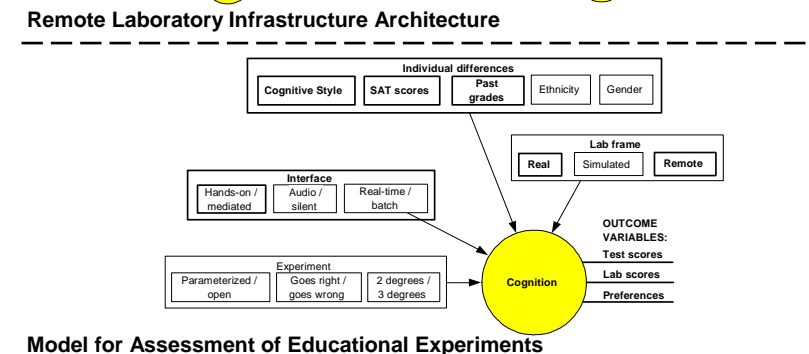 Remote Laboratory Infrastructure Architecture
Individual differences
Cognitive Style
SAT scores
Past
grades
Ethnicity
Gender
Lab frame
Real
Simulated
Remote
Interface
Hands-on /
mediated
Audio /
silent
Real-time /
batch
Experiment
Parameterized /
open
Goes right /
goes wrong
2 degrees /
3 degrees
Cognition
OUTCOME
VARIABLES:
Test scores
Lab scores
Preferences
Model for Assessment of Educational Experiments